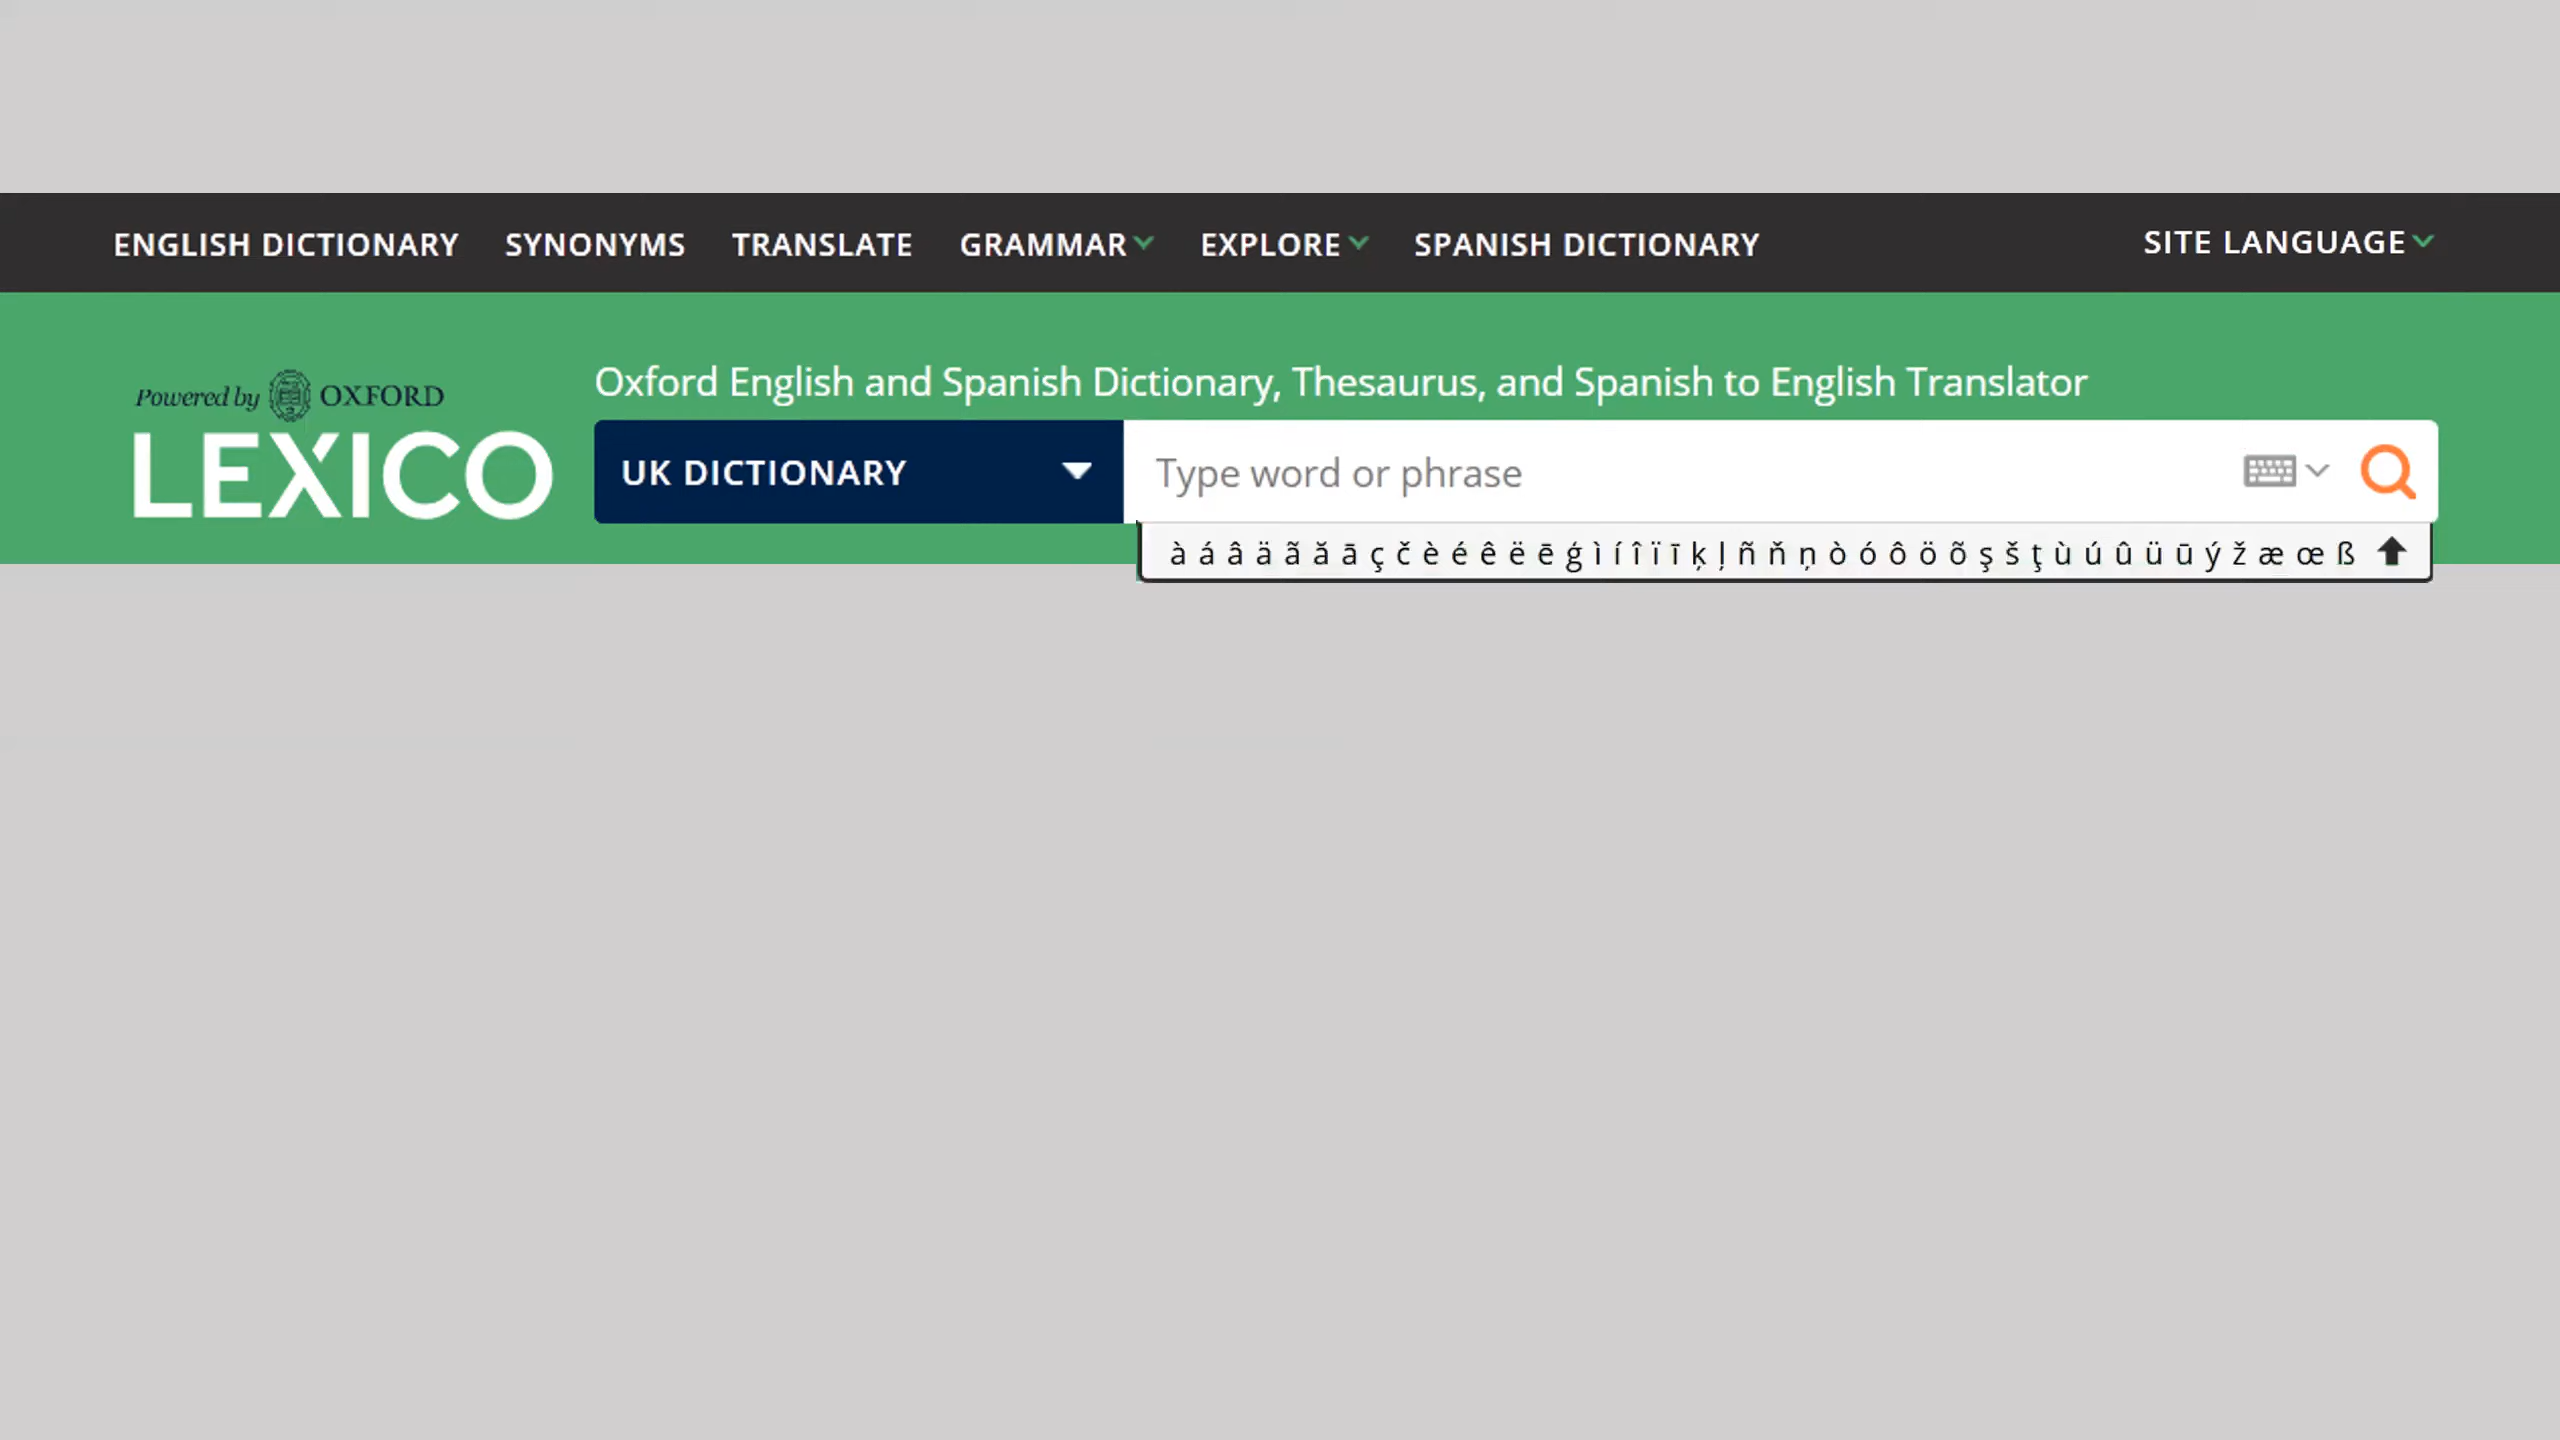 ENGLISH DICTIONARY SYNONYMS TRANSLATE GRAMMAR EXPLORE SPANISH DICTIONARY SITE LANGUAGE
Powered by OXFORD
LEXICO
Oxford English and Spanish Dictionary, Thesaurus, and Spanish to English Translator
UK DICTIONARY Type word or phrase
à á â ä ã ă ā ç č è é ê ë ē ģ ì í î ï ī ķ ļ ñ ň ņ ò ó ô ö õ ş š ţ ù ú û ü ū ý ž æ œ ß